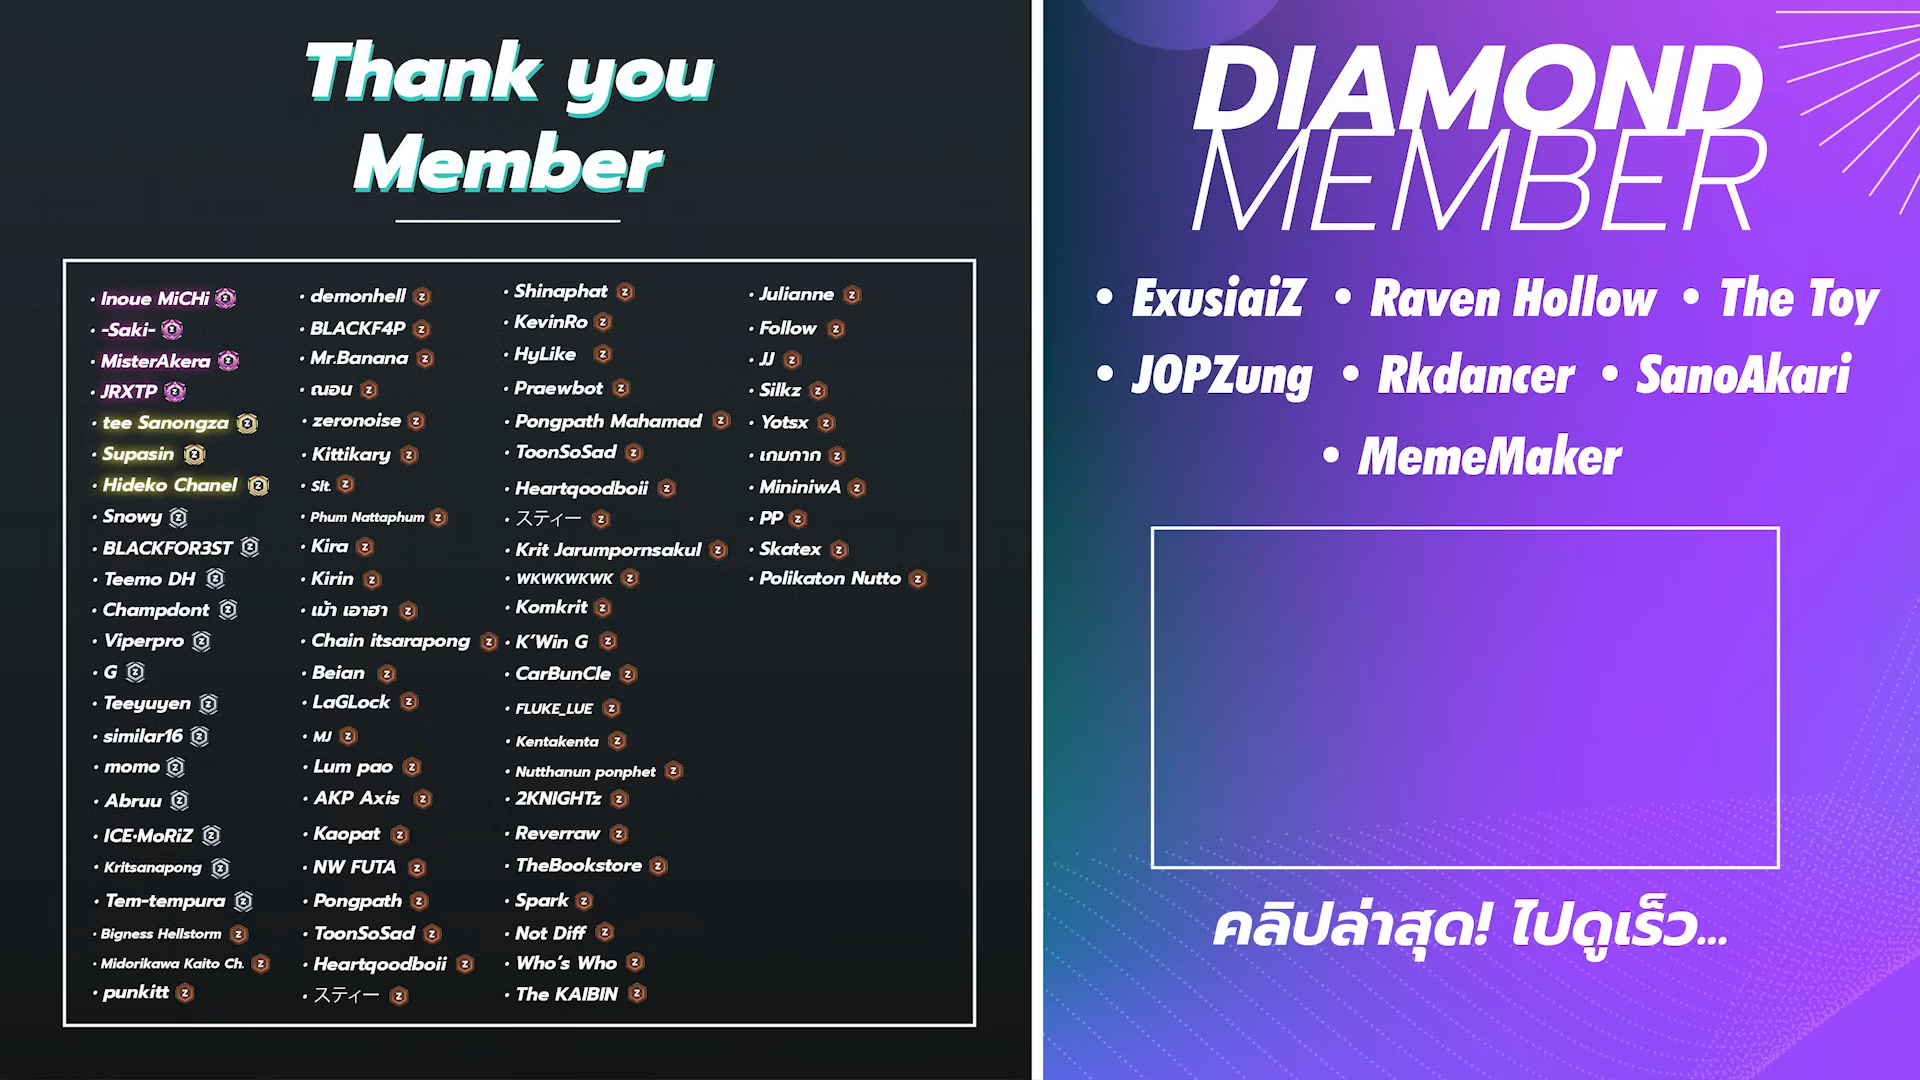 Thank you
Member
• Inoue MiCHi
• -Saki-
• MisterAkera
• JRXTP
• tee Sanongza
• Supasin
• Hideko Chanel
• Snowy
• BLACKFOR3ST
• Teemo DH
• Champdont
• Viperpro
• G
• Teeyuyen
• similar16
• momo
• Abruu
• ICE·MoRiZ
• Kritsanapong
• Tem-tempura
• Bigness Hellstorm
• Midorikawa Kaito Ch.
• punkitt
• demonhell
• BLACKF4P
• Mr.Banana
• ฌอน
• zeronoise
• Kittikary
• Slt.
• Phum Nattaphum
• Kira
• Kirin
• เม้า เอาฮา
• Chain itsarapong
• Beian
• LaGLock
• MJ
• Lum pao
• AKP Axis
• Kaopat
• NW FUTA
• Pongpath
• ToonSoSad
• Heartqoodboii
• スティー
• Shinaphat
• KevinRo
• HyLike
• Praewbot
• Pongpath Mahamad
• ToonSoSad
• Heartqoodboii
• スティー
• Krit Jarumpornsakul
• WKWKWKWK
• Komkrit
• K'Win G
• CarBunCle
• FLUKE_LUE
• Kentakenta
• Nutthanun ponphet
• 2KNIGHTz
• Reverraw
• TheBookstore
• Spark
• Not Diff
• Who's Who
• The KAIBIN
• Julianne
• Follow
• JJ
• Silkz
• Yotsx
• เกมกาก
• MininiwA
• PP
• Skatex
• Polikaton Nutto
DIAMOND
MEMBER
• ExusiaiZ • Raven Hollow • The Toy
• JOPZung • Rkdancer • SanoAkari
• MemeMaker
คลิปล่าสุด! ไปดูเร็ว...